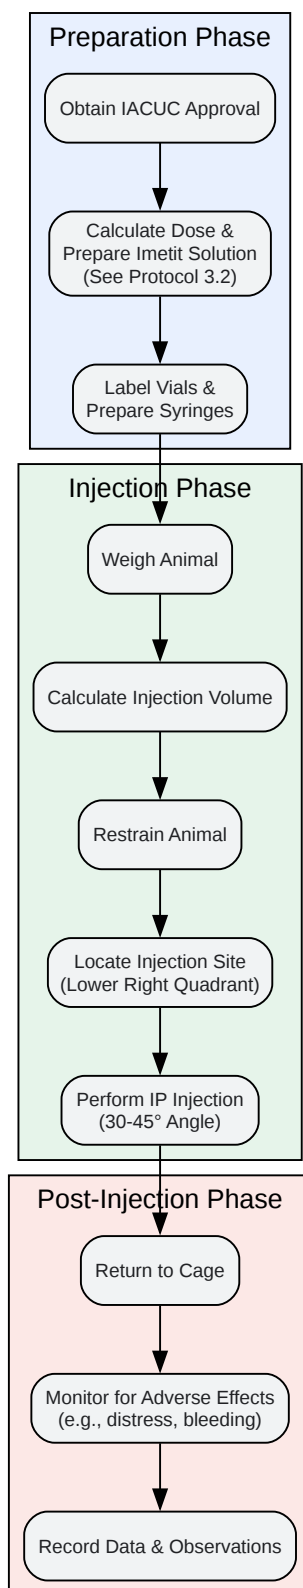 Preparation Phase
Obtain IACUC Approval
Calculate Dose &
Prepare Imetit Solution
(See Protocol 3.2)
Label Vials &
Prepare Syringes
Injection Phase
Weigh Animal
Calculate Injection Volume
Restrain Animal
Locate Injection Site
(Lower Right Quadrant)
Perform IP Injection
(30-45° Angle)
Post-Injection Phase
Return to Cage
Monitor for Adverse Effects
(e.g., distress, bleeding)
Record Data & Observations